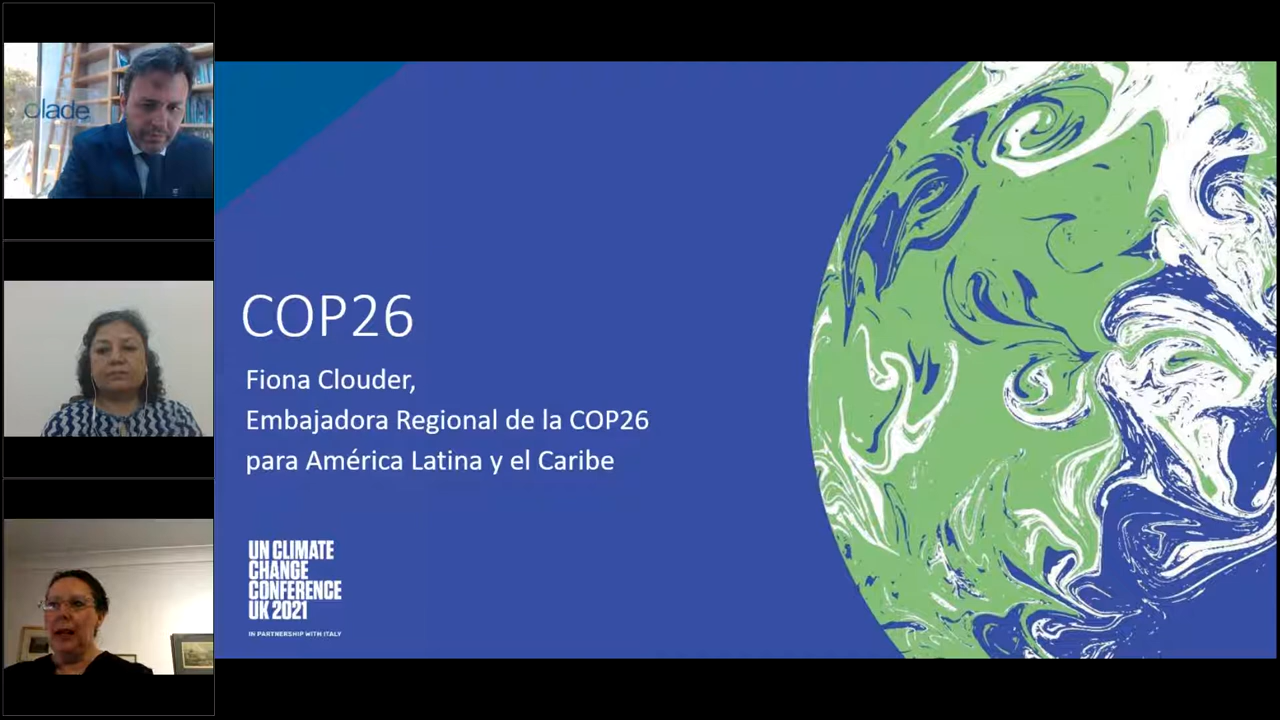 olade
COP26
Fiona Clouder,
Embajadora Regional de la COP26
para América Latina y el Caribe
UN CLIMATE
CHANGE
CONFERENCE
UK 2021
IN PARTNERSHIP WITH ITALY